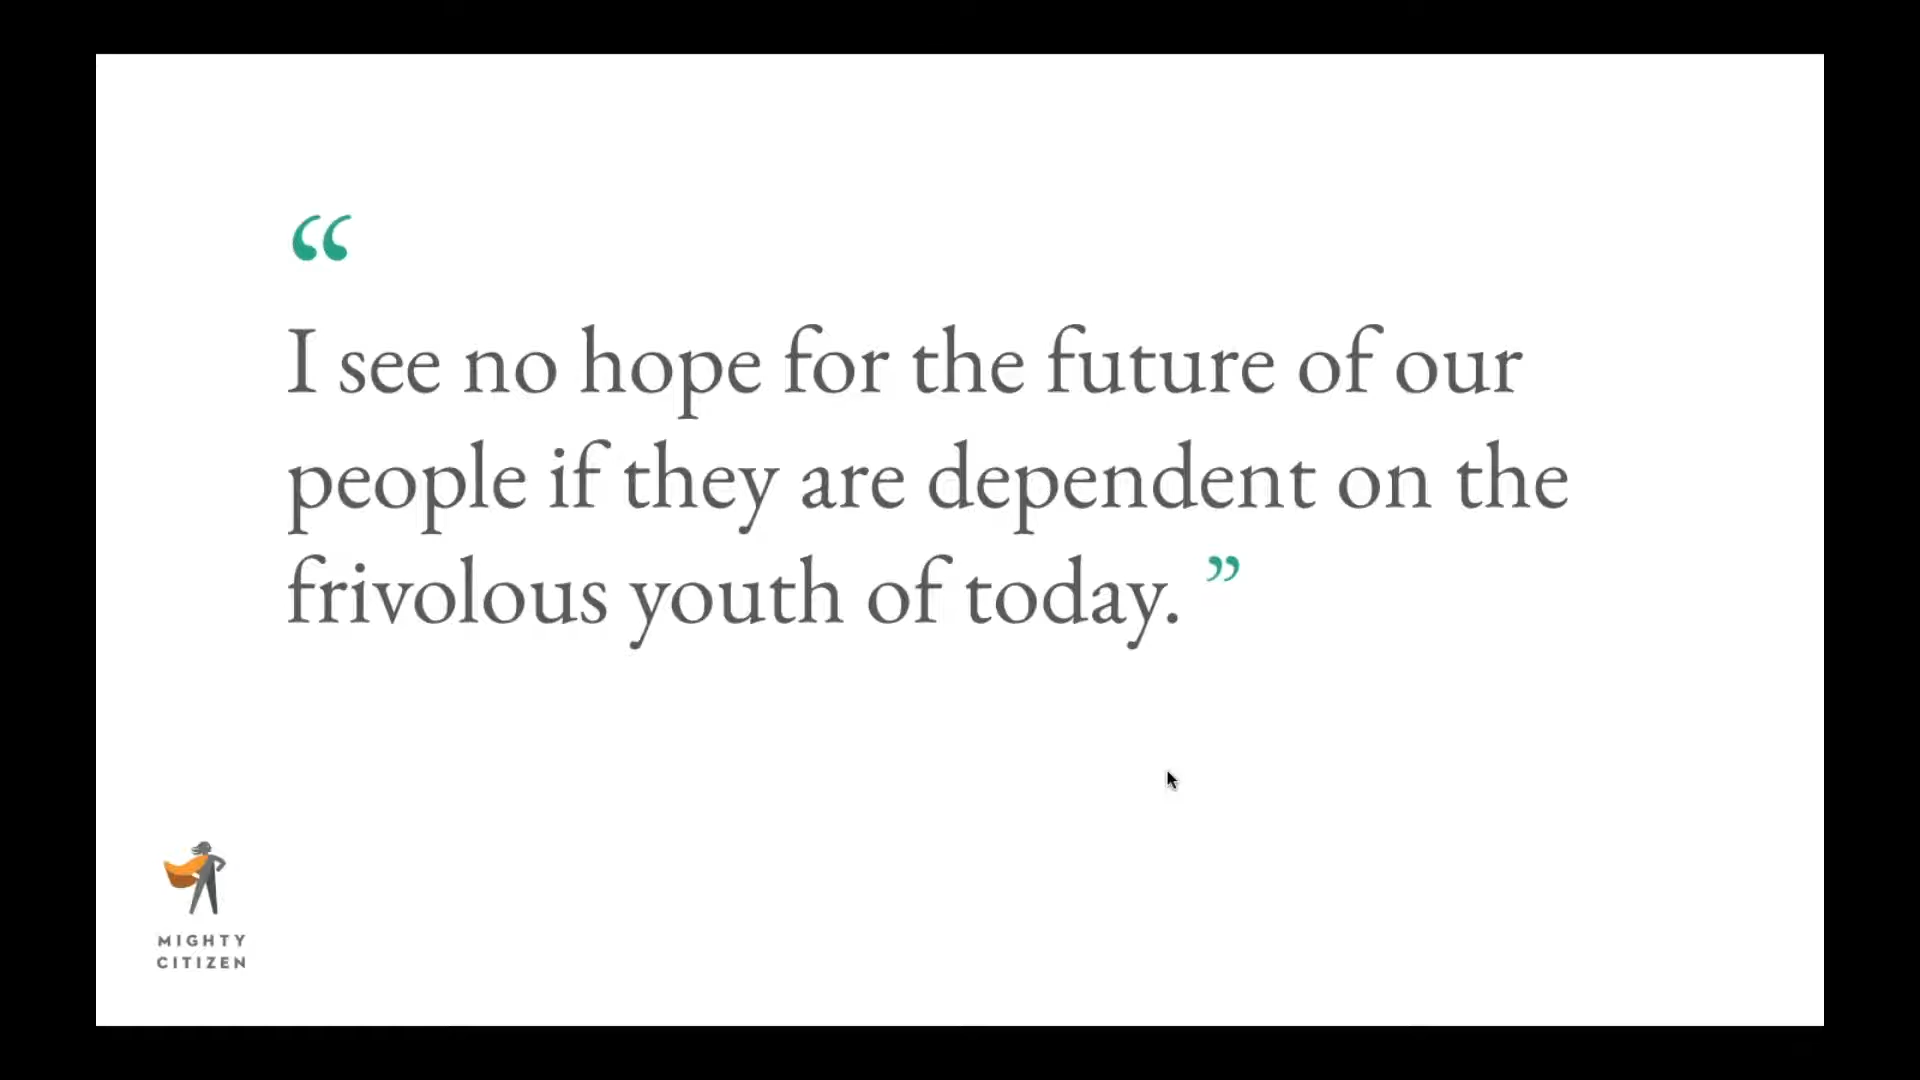 “
I see no hope for the future of our
people if they are dependent on the
frivolous youth of today. ”
MIGHTY
CITIZEN